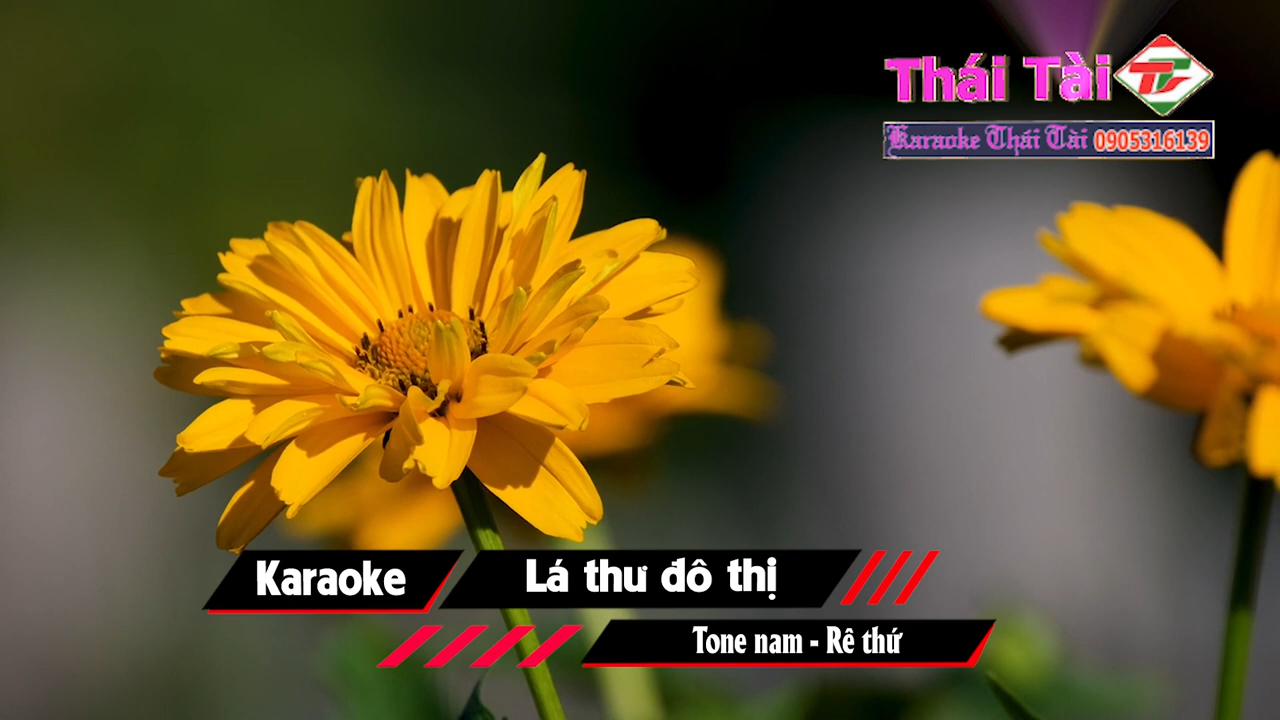 Thái Tài
Karaoke Thái Tài 0905316139
Karaoke
Lá thư đô thị
Tone nam - Rê thứ